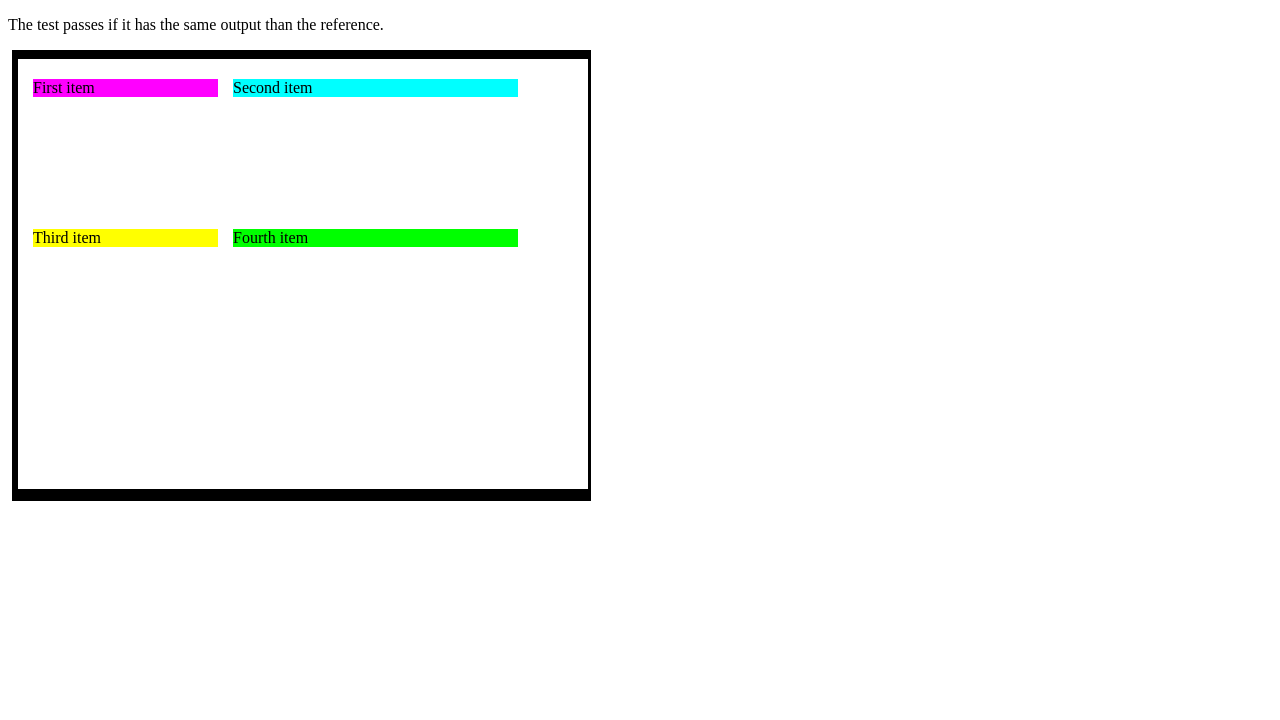 The test passes if it has the same output than the reference.
First item
Second item
Third item
Fourth item